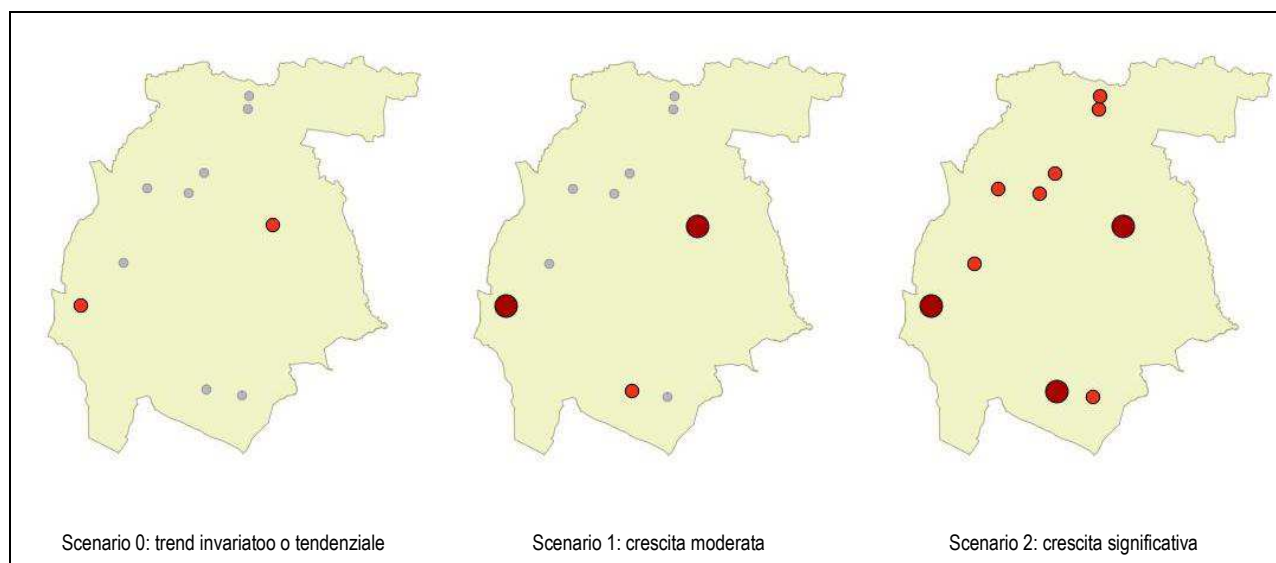 Scenario 0: trend invariatoo o tendenziale
Scenario 1: crescita moderata
Scenario 2: crescita significativa